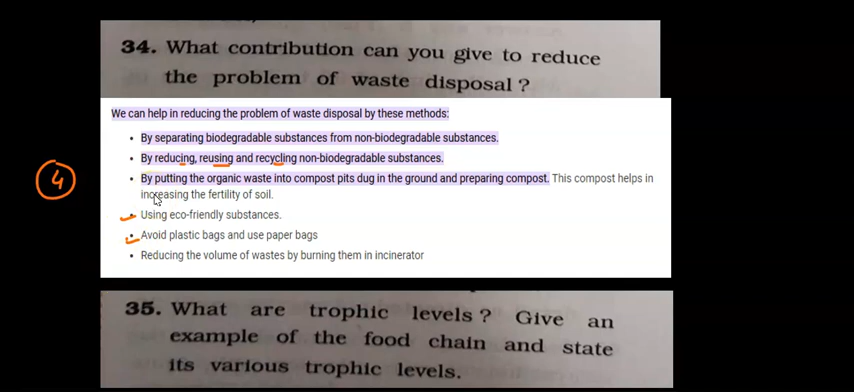 34. What contribution can you give to reduce
the problem of waste disposal ?
We can help in reducing the problem of waste disposal by these methods:
• By separating biodegradable substances from non-biodegradable substances.
• By reducing, reusing and recycling non-biodegradable substances.
4
• By putting the organic waste into compost pits dug in the ground and preparing compost. This compost helps in
increasing the fertility of soil.
• Using eco-friendly substances.
• Avoid plastic bags and use paper bags
• Reducing the volume of wastes by burning them in incinerator
35. What are trophic levels ? Give an
example of the food chain and state
its various trophic levels.